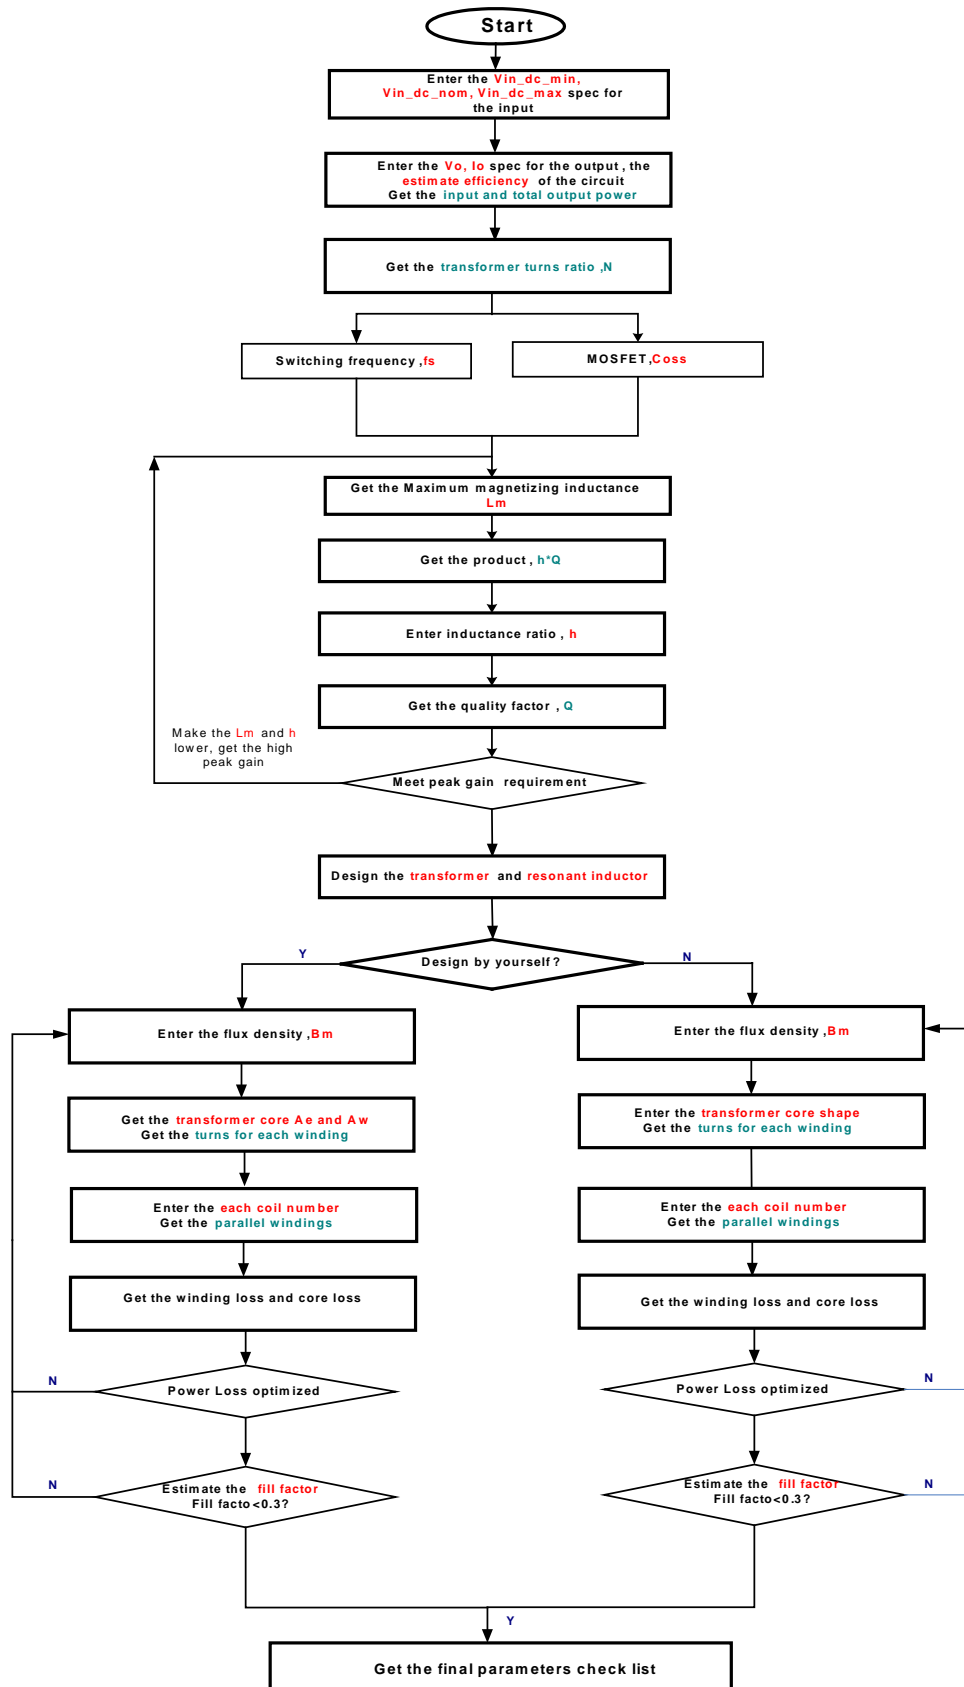 Start
Enter the Vin_dc_min,
Vin_dc_nom, Vin_dc_max spec for
the input
Enter the Vo, Io spec for the output , the
estimate efficiency of the circuit
Get the input and total output power
Get the transformer turns ratio ,N
Switching frequency ,fs
MOSFET ,Coss
Get the Maximum magnetizing inductance
Lm
Get the product , h*Q
Enter inductance ratio , h
Get the quality factor , Q
Make the Lm and h
lower, get the high
peak gain
Meet peak gain requirement
Design the transformer and resonant inductor
Design by yourself?
Y
N
Enter the flux density ,Bm
Enter the flux density ,Bm
Get the transformer core Ae and Aw
Get the turns for each winding
Enter the transformer core shape
Get the turns for each winding
Enter the each coil number
Get the parallel windings
Enter the each coil number
Get the parallel windings
Get the winding loss and core loss
Get the winding loss and core loss
N
Power Loss optimized
Power Loss optimized
N
N
Estimate the fill factor
Fill facto<0.3?
Estimate the fill factor
Fill facto<0.3?
N
Y
Get the final parameters check list